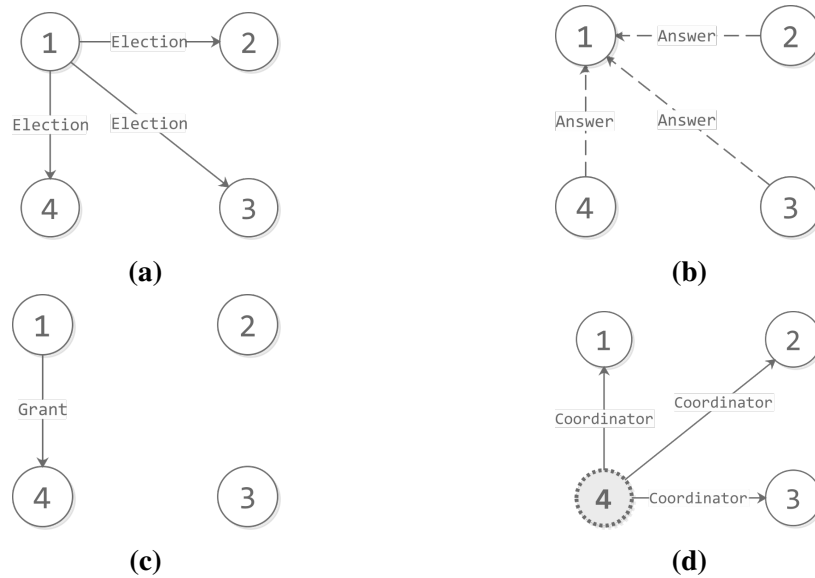 1 Election 2
Election Election
4 3
(a)
1 Answer 2
Answer Answer
4 3
(b)
1 2
Grant
4 3
(c)
1 2
Coordinator Coordinator
4 Coordinator 3
(d)